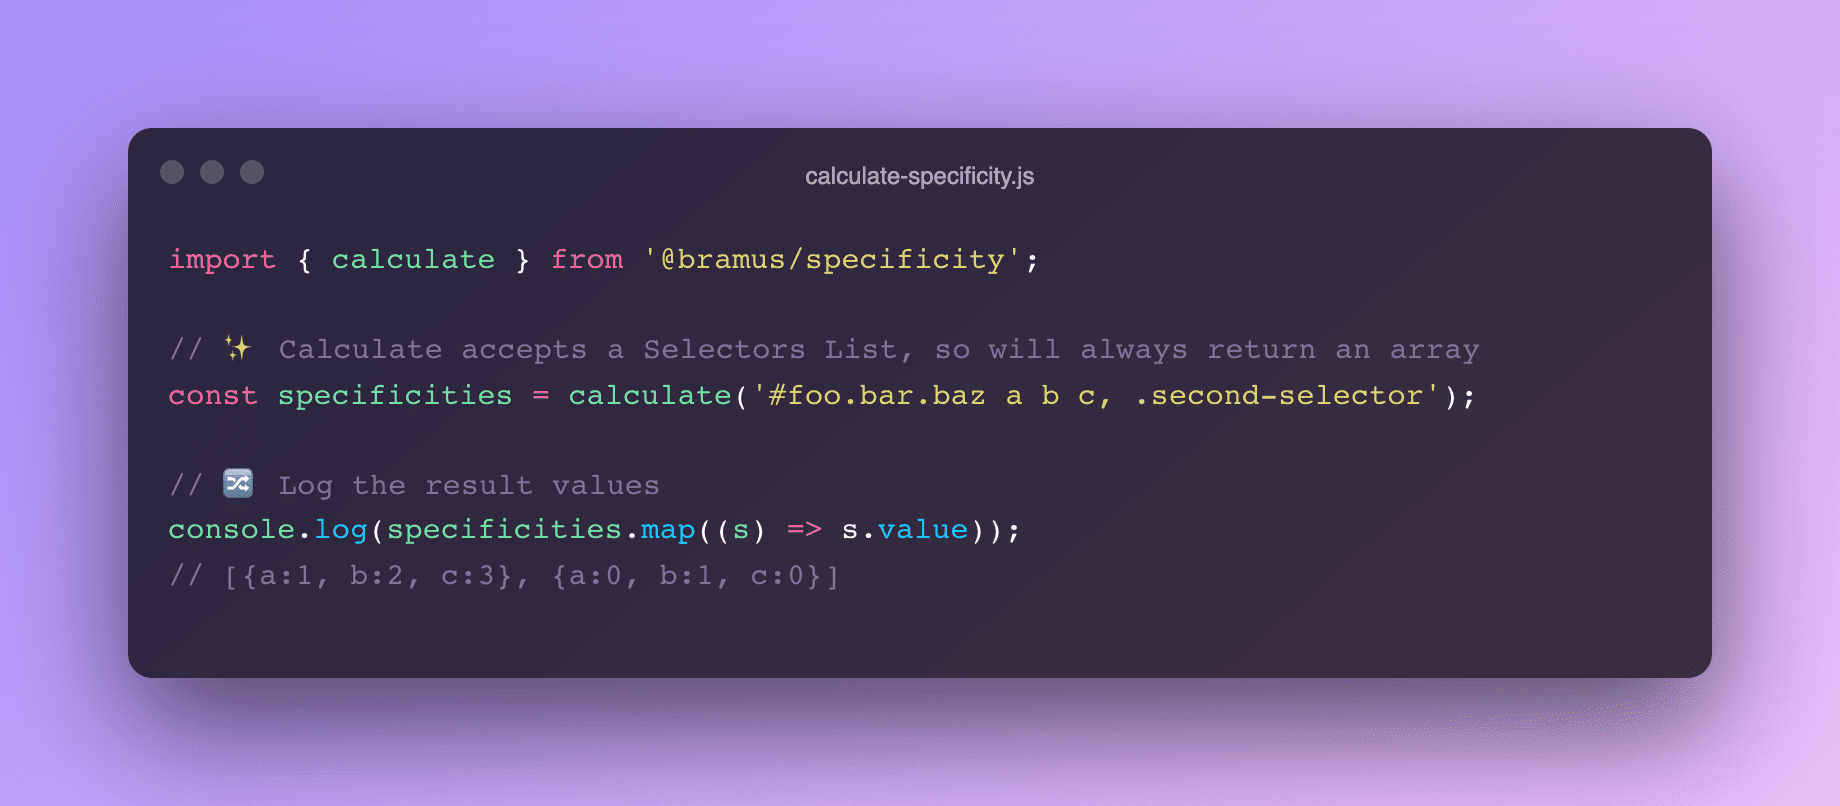 calculate-specificity.js
import { calculate } from '@bramus/specificity';
// ✨ Calculate accepts a Selectors List, so will always return an array
const specificities = calculate('#foo.bar.baz a b c, .second-selector');
// 🔀 Log the result values
console.log(specificities.map((s) => s.value));
// [{a:1, b:2, c:3}, {a:0, b:1, c:0}]